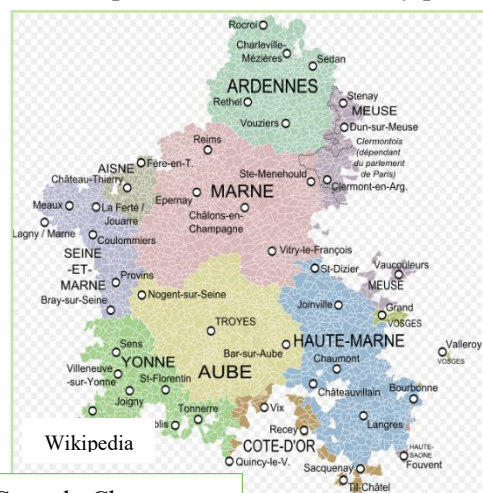 Rocroi
Charleville-
Mézières
Sedan
ARDENNES
Rethel
Stenay
MEUSE
Vouziers
Dun-sur-Meuse
Clermontois
(dépendant
du parlement
de Paris)
Reims
AISNE
Fère-en-T.
Château-Thierry
Ste-Menehould
Clermont-en-Arg.
MARNE
Meaux
La Ferté /
Jouarre
Epernay
Châlons-en-
Champagne
Lagny / Marne
Coulommiers
SEINE
-ET-
MARNE
Vitry-le-François
St-Dizier
Vaucouleurs
MEUSE
Provins
Bray-sur-Seine
Nogent-sur-Seine
Joinville
Grand
VOSGES
TROYES
HAUTE-MARNE
Valleroy
VOSGES
Sens
YONNE
Bar-sur-Aube
Chaumont
Villeneuve
-sur-Yonne
St-Florentin
AUBE
Châteauvillain
Bourbonne
Joigny
Tonnerre
Vix
blis
Recey
Langres
Wikipedia
COTE-D'OR
HAUTE-
SAONE
Fouvent
Quincy-le-V.
Sacquenay
Til-Châtel